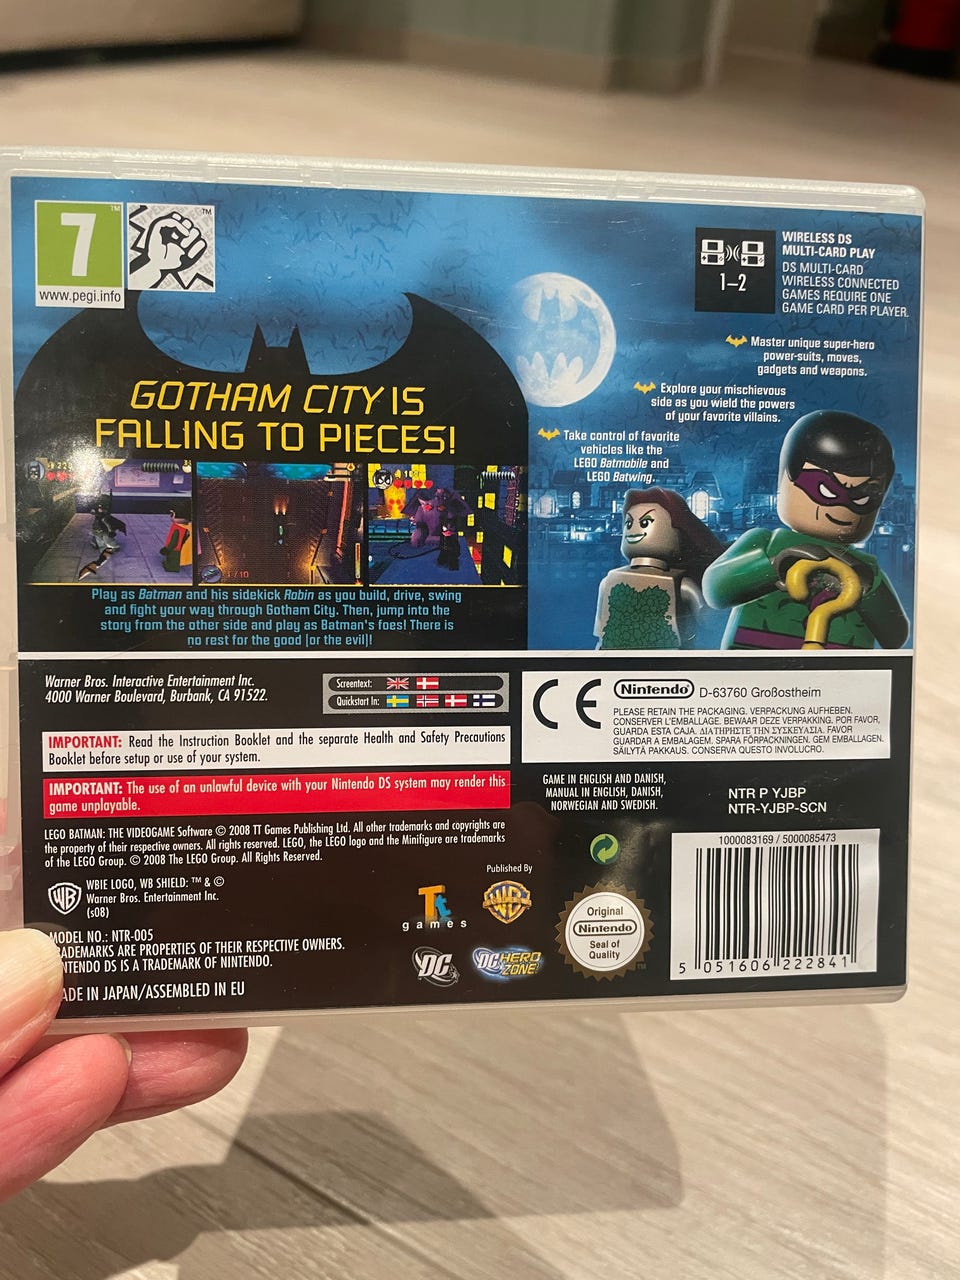 7
TM
TM
www.pegi.info
1–2
WIRELESS DS
MULTI-CARD PLAY
DS MULTI-CARD
WIRELESS CONNECTED
GAMES REQUIRE ONE
GAME CARD PER PLAYER.
Master unique super-hero
power-suits, moves,
gadgets and weapons.
Explore your mischievous
side as you wield the powers
of your favorite villains.
Take control of favorite
vehicles like the
LEGO Batmobile and
LEGO Batwing.
GOTHAM CITY IS
FALLING TO PIECES!
Play as Batman and his sidekick Robin as you build, drive, swing
and fight your way through Gotham City. Then, jump into the
story from the other side and play as Batman's foes! There is
no rest for the good (or the evil)!
Warner Bros. Interactive Entertainment Inc.
4000 Warner Boulevard, Burbank, CA 91522.
Screentext:
Quickstart In:
IMPORTANT: Read the Instruction Booklet and the separate Health and Safety Precautions
Booklet before setup or use of your system.
IMPORTANT: The use of an unlawful device with your Nintendo DS system may render this
game unplayable.
LEGO BATMAN: THE VIDEOGAME Software © 2008 TT Games Publishing Ltd. All other trademarks and copyrights are
the property of their respective owners. All rights reserved. LEGO, the LEGO logo and the Minifigure are trademarks
of the LEGO Group. © 2008 The LEGO Group. All Rights Reserved.
WB
WBIE LOGO, WB SHIELD: ™ & ©
Warner Bros. Entertainment Inc.
(s08)
MODEL NO.: NTR-005
RADEMARKS ARE PROPERTIES OF THEIR RESPECTIVE OWNERS.
NTENDO DS IS A TRADEMARK OF NINTENDO.
ADE IN JAPAN/ASSEMBLED IN EU
Tt
games
Published By
WB
DC
DC HERO
ZONE!
CE
Nintendo D-63760 Großostheim
PLEASE RETAIN THE PACKAGING. VERPACKUNG AUFHEBEN.
CONSERVER L'EMBALLAGE. BEWAAR DEZE VERPAKKING. POR FAVOR,
GUARDA ESTA CAJA. ΔΙΑΤΗΡΗΣΤΕ ΤΗΝ ΣΥΣΚΕΥΑΣΙΑ. FAVOR
GUARDAR A EMBALAGEM. SPARA FÖRPACKNINGEN. GEM EMBALLAGEN.
SÄILYTÄ PAKKAUS. CONSERVA QUESTO INVOLUCRO.
GAME IN ENGLISH AND DANISH,
MANUAL IN ENGLISH, DANISH,
NORWEGIAN AND SWEDISH.
NTR P YJBP
NTR-YJBP-SCN
Original
Nintendo
Seal of
Quality
TM
1000083169 / 5000085473
5 051606 222841